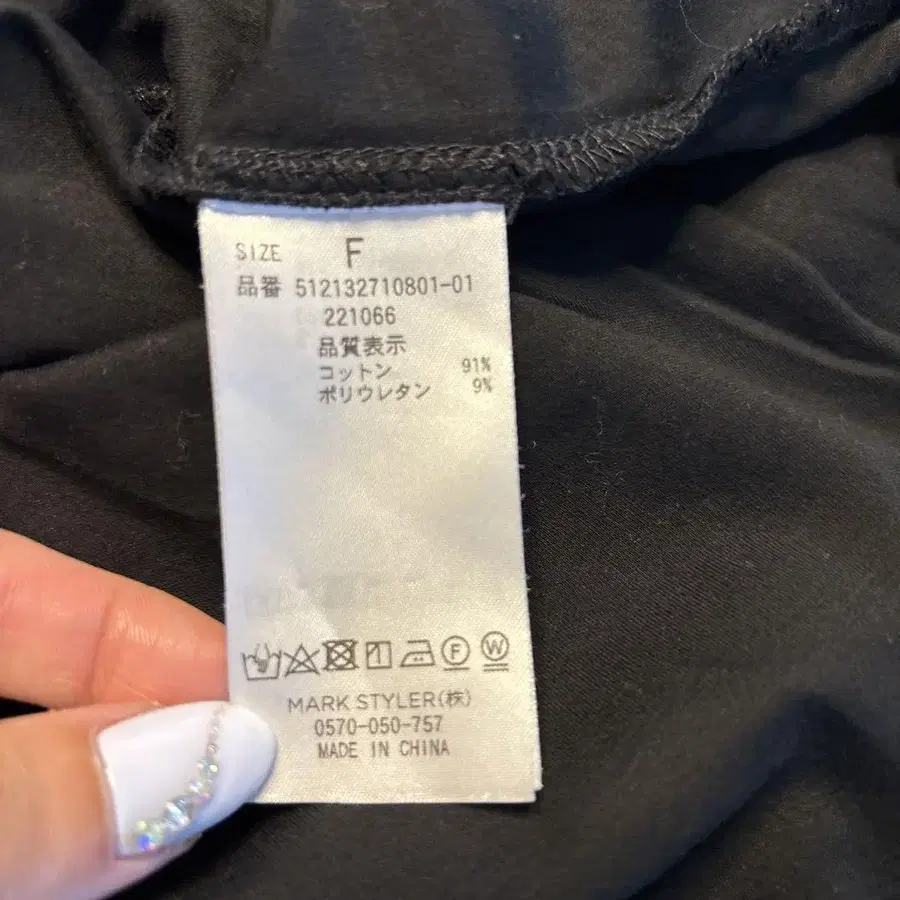 SIZE F
品番 512132710801-01
221066
品質表示
コットン 91%
ポリウレタン 9%
F W
MARK STYLER(株)
0570-050-757
MADE IN CHINA